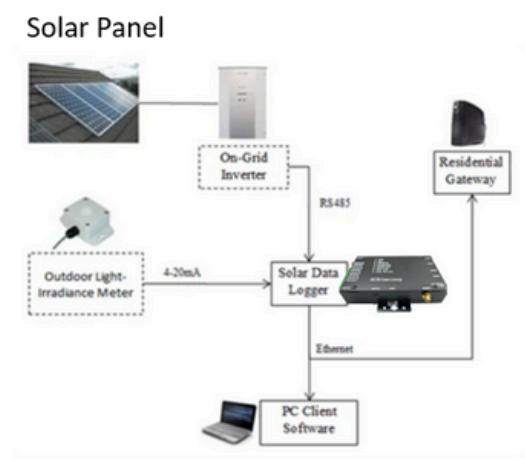 Solar Panel
On-Grid
Inverter
Residential
Gateway
RS485
Outdoor Light-
Irradiance Meter
4-20mA
Solar Data
Logger
Ethernet
PC Client
Software